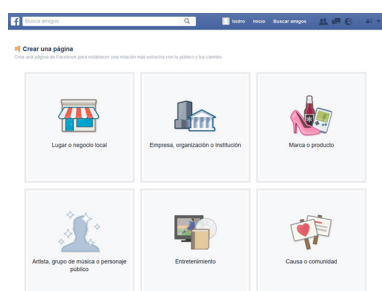 f Busca amigos Isidro Inicio Buscar amigos
Crear una página
Crea una página de Facebook para establecer una relación más estrecha con tu público y tus clientes.
Lugar o negocio local
Empresa, organización o institución
Marca o producto
Artista, grupo de música o personaje
público
Entretenimiento
Causa o comunidad